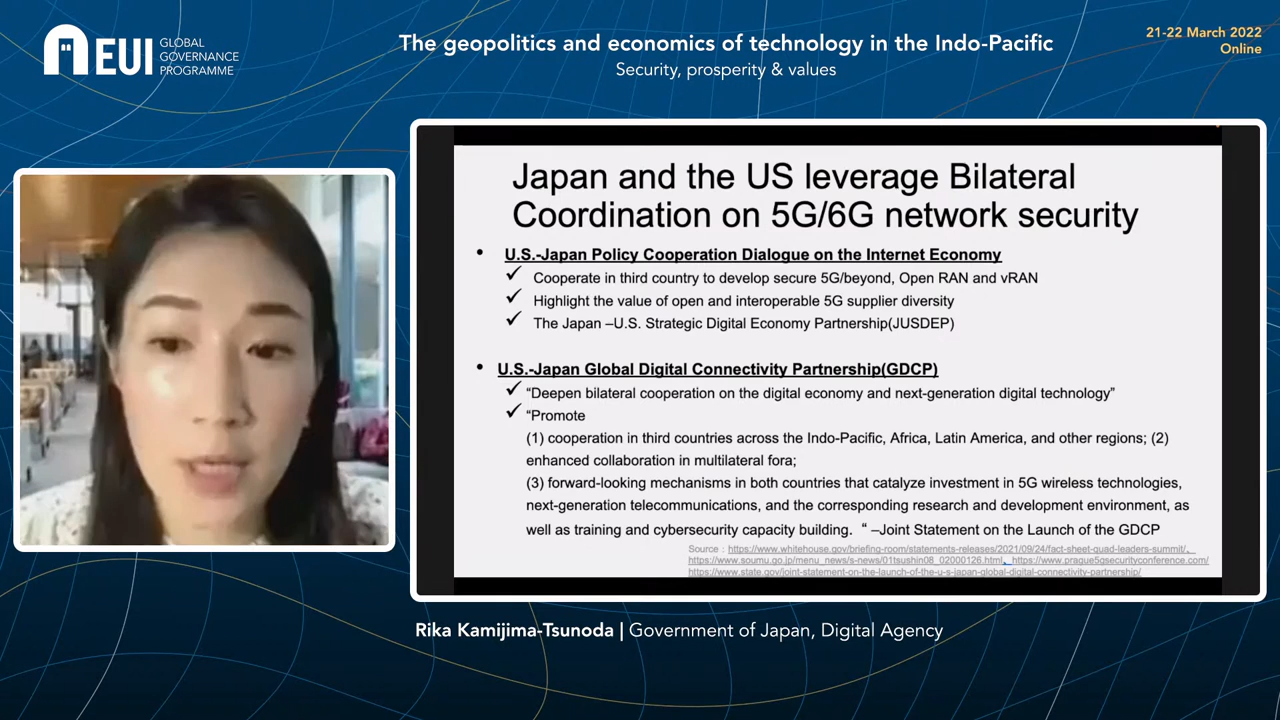 EUI
GLOBAL
GOVERNANCE
PROGRAMME
The geopolitics and economics of technology in the Indo-Pacific
Security, prosperity & values
21-22 March 2022
Online
Japan and the US leverage Bilateral
Coordination on 5G/6G network security
• U.S.-Japan Policy Cooperation Dialogue on the Internet Economy
✓ Cooperate in third country to develop secure 5G/beyond, Open RAN and vRAN
✓ Highlight the value of open and interoperable 5G supplier diversity
✓ The Japan –U.S. Strategic Digital Economy Partnership(JUSDEP)
• U.S.-Japan Global Digital Connectivity Partnership(GDCP)
✓ “Deepen bilateral cooperation on the digital economy and next-generation digital technology”
✓ “Promote
(1) cooperation in third countries across the Indo-Pacific, Africa, Latin America, and other regions; (2)
enhanced collaboration in multilateral fora;
(3) forward-looking mechanisms in both countries that catalyze investment in 5G wireless technologies,
next-generation telecommunications, and the corresponding research and development environment, as
well as training and cybersecurity capacity building. “ –Joint Statement on the Launch of the GDCP
Source：https://www.whitehouse.gov/briefing-room/statements-releases/2021/09/24/fact-sheet-quad-leaders-summit/、
https://www.soumu.go.jp/menu_news/s-news/01tsushin08_02000126.html、https://www.prague5gsecurityconference.com/
https://www.state.gov/joint-statement-on-the-launch-of-the-u-s-japan-global-digital-connectivity-partnership/
Rika Kamijima-Tsunoda | Government of Japan, Digital Agency